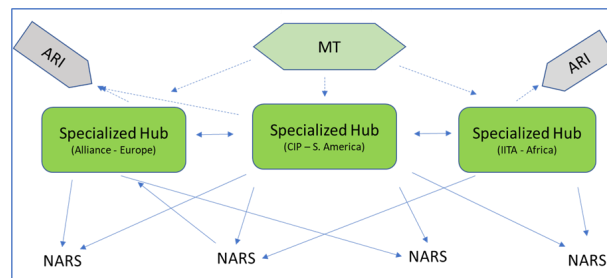 ARI
MT
ARI
Specialized Hub
(Alliance - Europe)
Specialized Hub
(CIP – S. America)
Specialized Hub
(IITA - Africa)
NARS
NARS
NARS
NARS